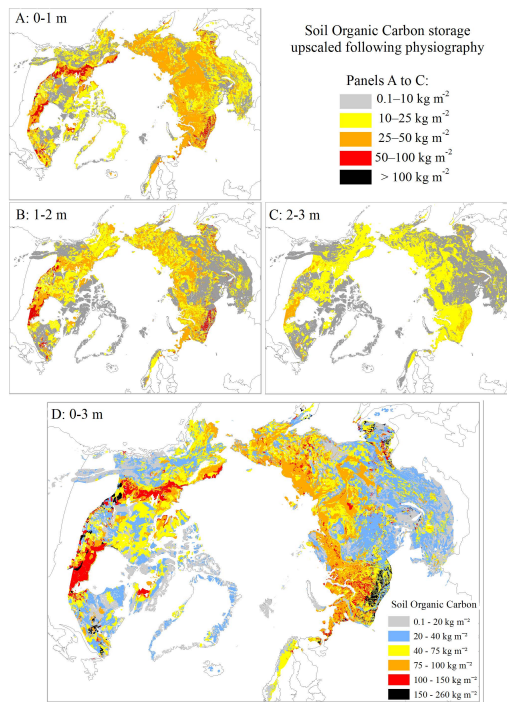 A: 0-1 m
Soil Organic Carbon storage
upscaled following physiography
Panels A to C:
0.1–10 kg m⁻²
10–25 kg m⁻²
25–50 kg m⁻²
50–100 kg m⁻²
> 100 kg m⁻²
B: 1-2 m
C: 2-3 m
D: 0-3 m
Soil Organic Carbon
0.1 - 20 kg m⁻²
20 - 40 kg m⁻²
40 - 75 kg m⁻²
75 - 100 kg m⁻²
100 - 150 kg m⁻²
150 - 260 kg m⁻²